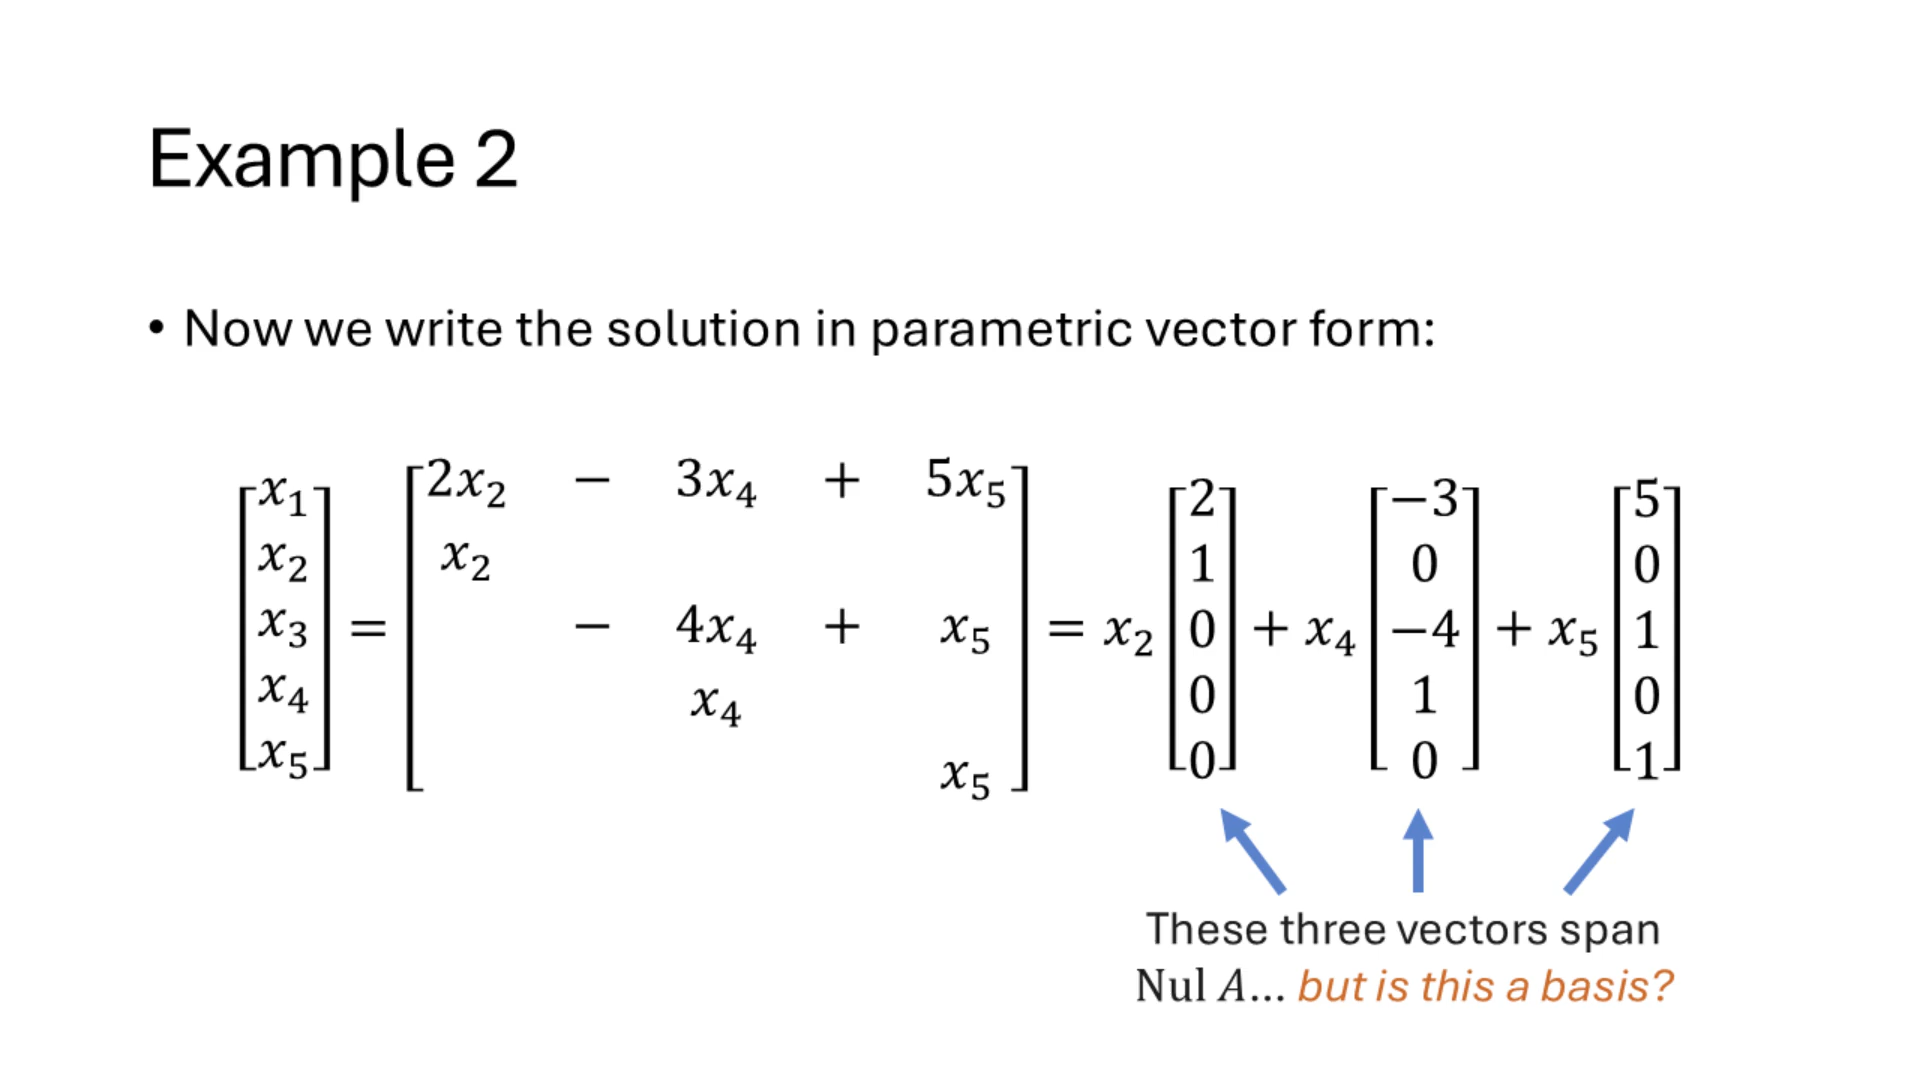 Example 2
• Now we write the solution in parametric vector form:
[x₁ x₂ x₃ x₄ x₅] = [2x₂ − 3x₄ + 5x₅ x₂ − 4x₄ + x₅ x₄ x₅] = x₂ [2 1 0 0 0] + x₄ [−3 0 −4 1 0] + x₅ [5 0 1 0 1]
These three vectors span
Nul A... but is this a basis?